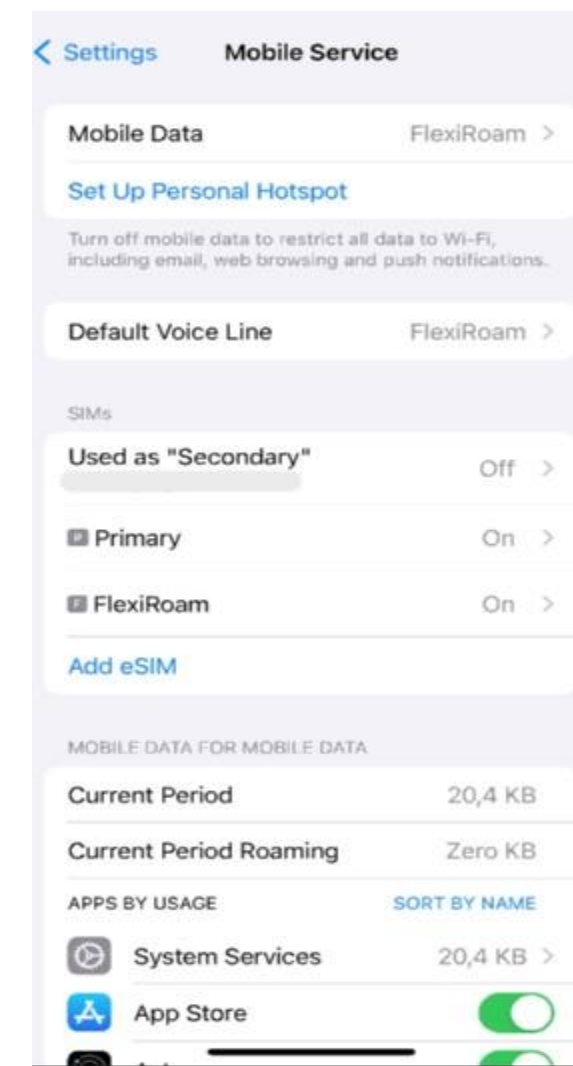 Settings
Mobile Service
Mobile Data
FlexiRoam
Set Up Personal Hotspot
Turn off mobile data to restrict all data to Wi-Fi,
including email, web browsing and push notifications.
Default Voice Line
FlexiRoam
SIMs
Used as "Secondary"
Off
P Primary
On
F FlexiRoam
On
Add eSIM
MOBILE DATA FOR MOBILE DATA
Current Period
20,4 KB
Current Period Roaming
Zero KB
APPS BY USAGE
SORT BY NAME
System Services
20,4 KB
App Store